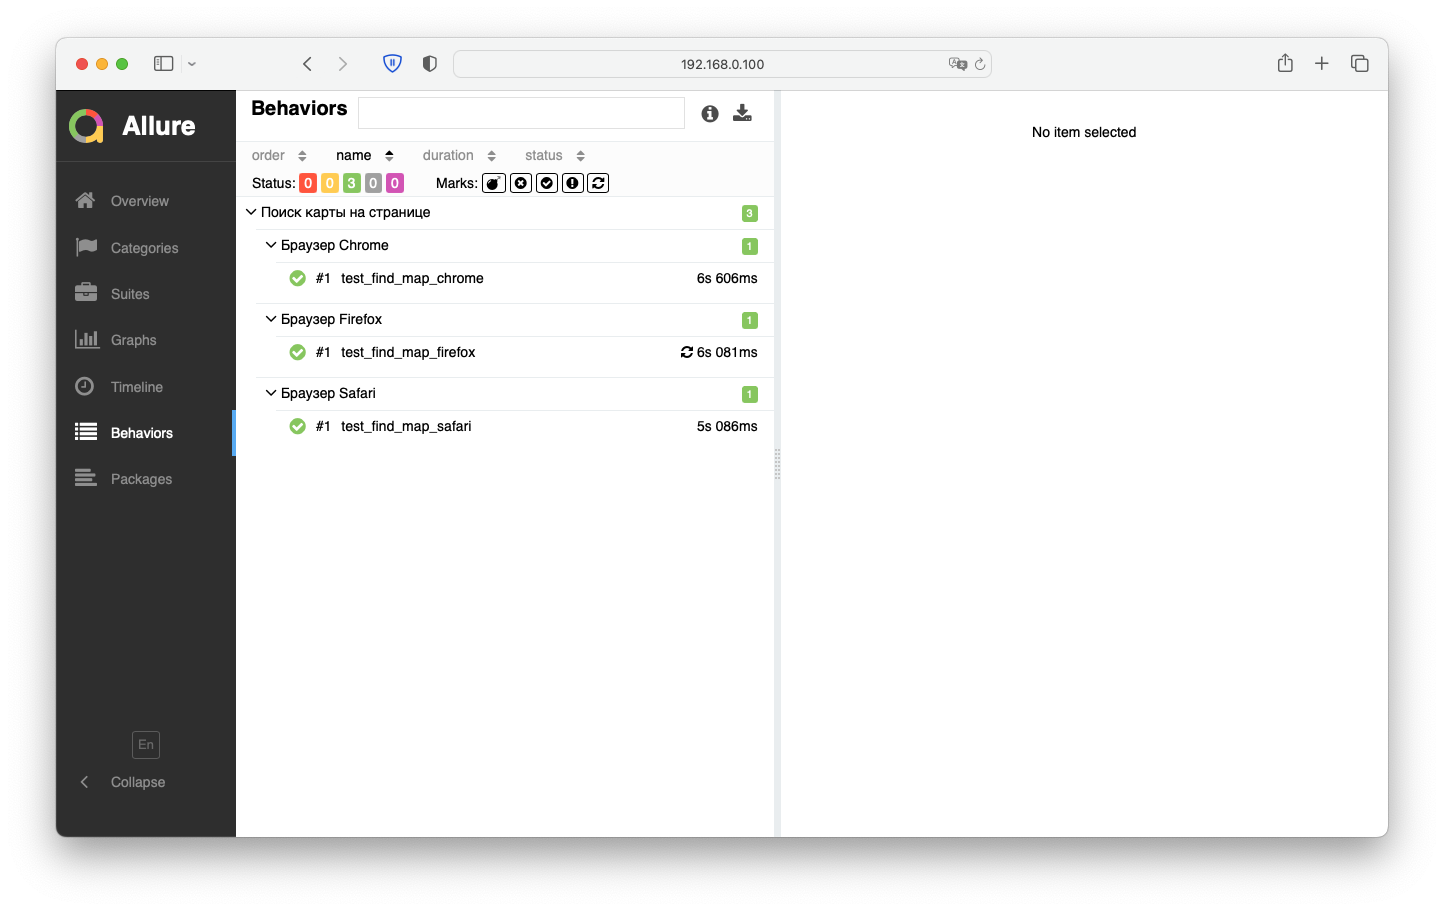 192.168.0.100
Allure
Overview
Categories
Suites
Graphs
Timeline
Behaviors
Packages
En
Collapse
Behaviors
order name duration status
Status: 0 0 3 0 0 Marks:
Поиск карты на странице 3
Браузер Chrome 1
#1 test_find_map_chrome 6s 606ms
Браузер Firefox 1
#1 test_find_map_firefox 6s 081ms
Браузер Safari 1
#1 test_find_map_safari 5s 086ms
No item selected